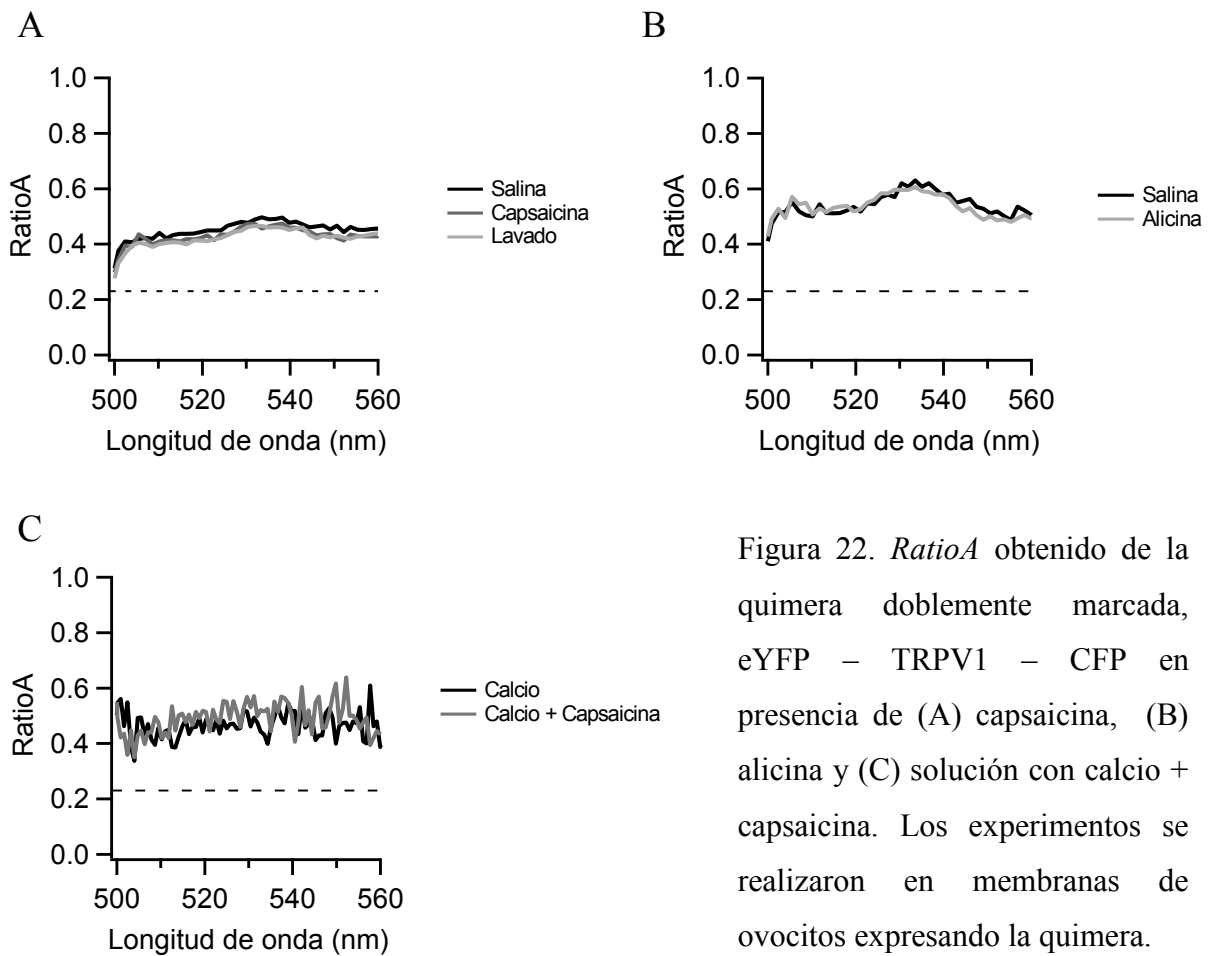 A
1.0
0.8
0.6
0.4
0.2
0.0
RatioA
500
520
540
560
Longitud de onda (nm)
Salina
Capsaicina
Lavado
B
1.0
0.8
0.6
0.4
0.2
0.0
RatioA
500
520
540
560
Longitud de onda (nm)
Salina
Alicina
C
1.0
0.8
0.6
0.4
0.2
0.0
RatioA
500
520
540
560
Longitud de onda (nm)
Calcio
Calcio + Capsaicina
Figura 22. RatioA obtenido de la
quimera doblemente marcada,
eYFP – TRPV1 – CFP en
presencia de (A) capsaicina, (B)
alicina y (C) solución con calcio +
capsaicina. Los experimentos se
realizaron en membranas de
ovocitos expresando la quimera.